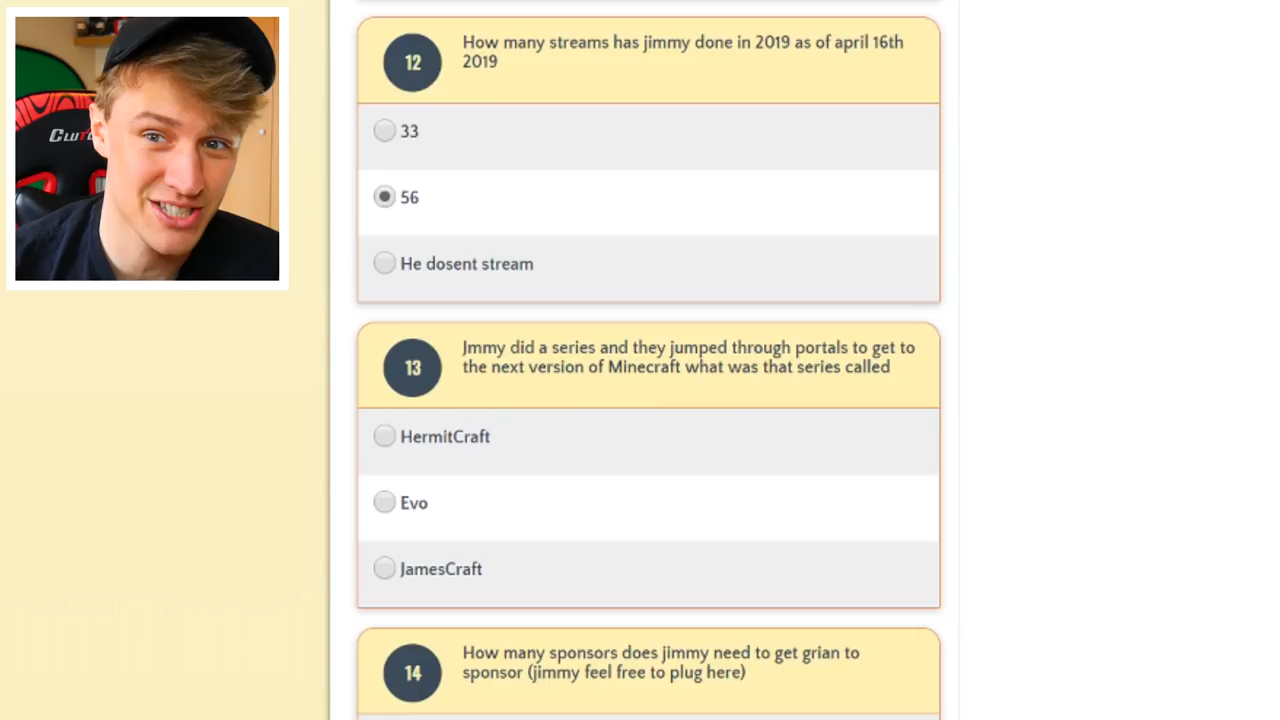 12
How many streams has jimmy done in 2019 as of april 16th
2019
33
56
He dosent stream
13
Jmmy did a series and they jumped through portals to get to
the next version of Minecraft what was that series called
HermitCraft
Evo
JamesCraft
14
How many sponsors does jimmy need to get grian to
sponsor (jimmy feel free to plug here)